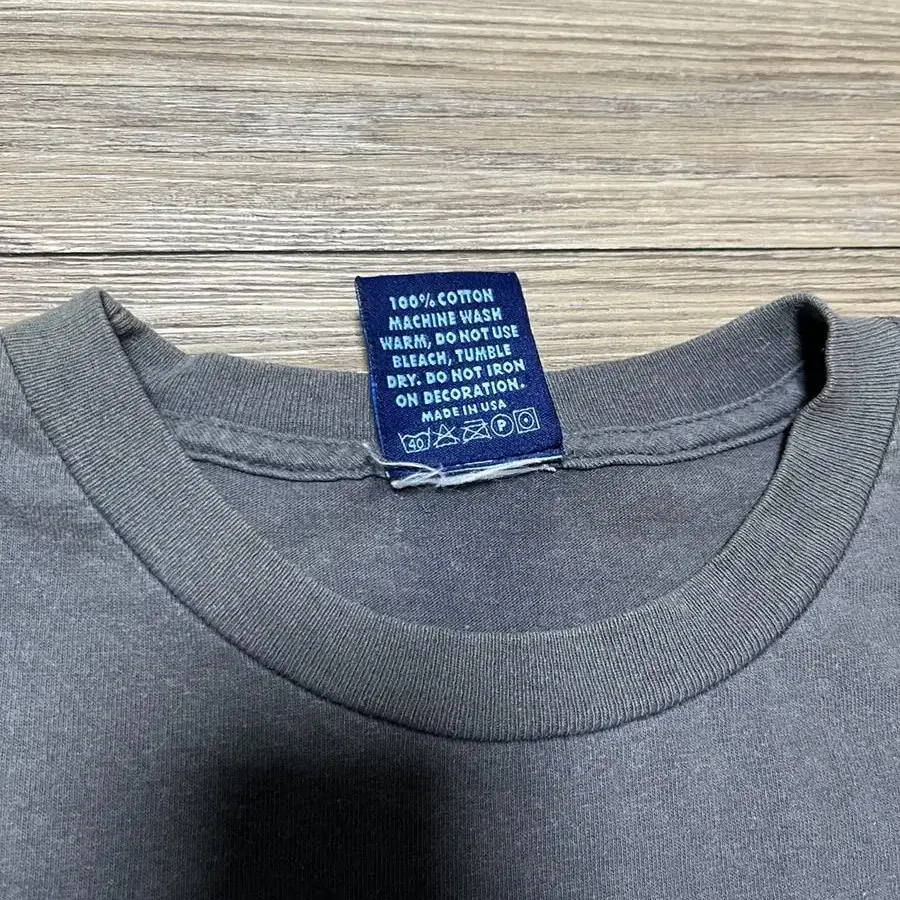 100% COTTON
MACHINE WASH
WARM, DO NOT USE
BLEACH, TUMBLE
DRY. DO NOT IRON
ON DECORATION.
MADE IN USA
40 P